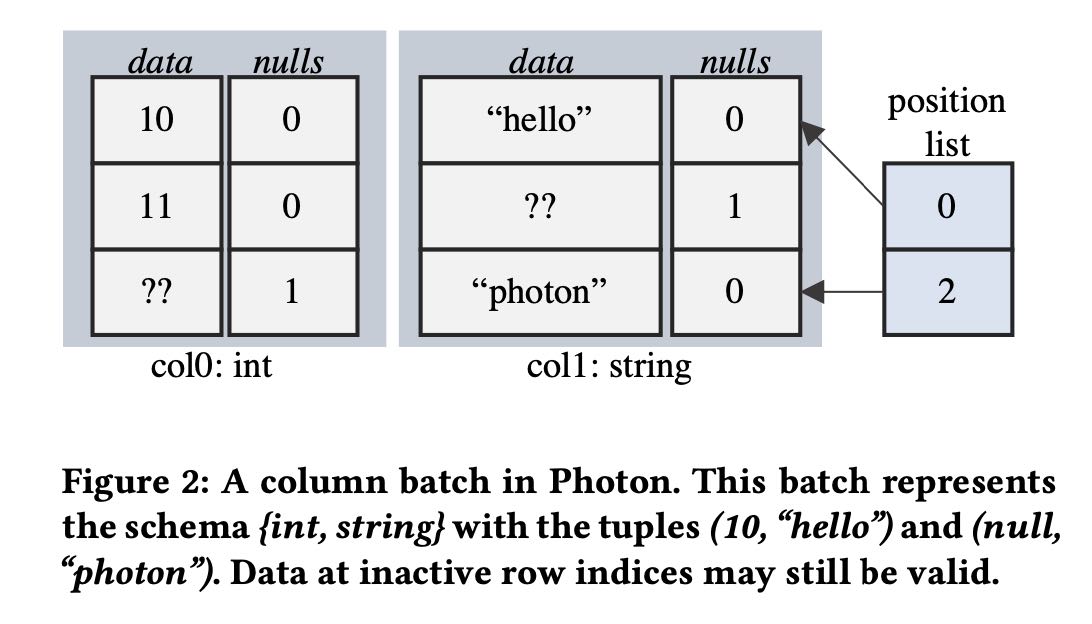 data nulls data nulls
position
list
10 0 “hello” 0
11 0 ?? 1 0
?? 1 “photon” 0 2
col0: int col1: string
Figure 2: A column batch in Photon. This batch represents
the schema {int, string} with the tuples (10, “hello”) and (null,
“photon”). Data at inactive row indices may still be valid.